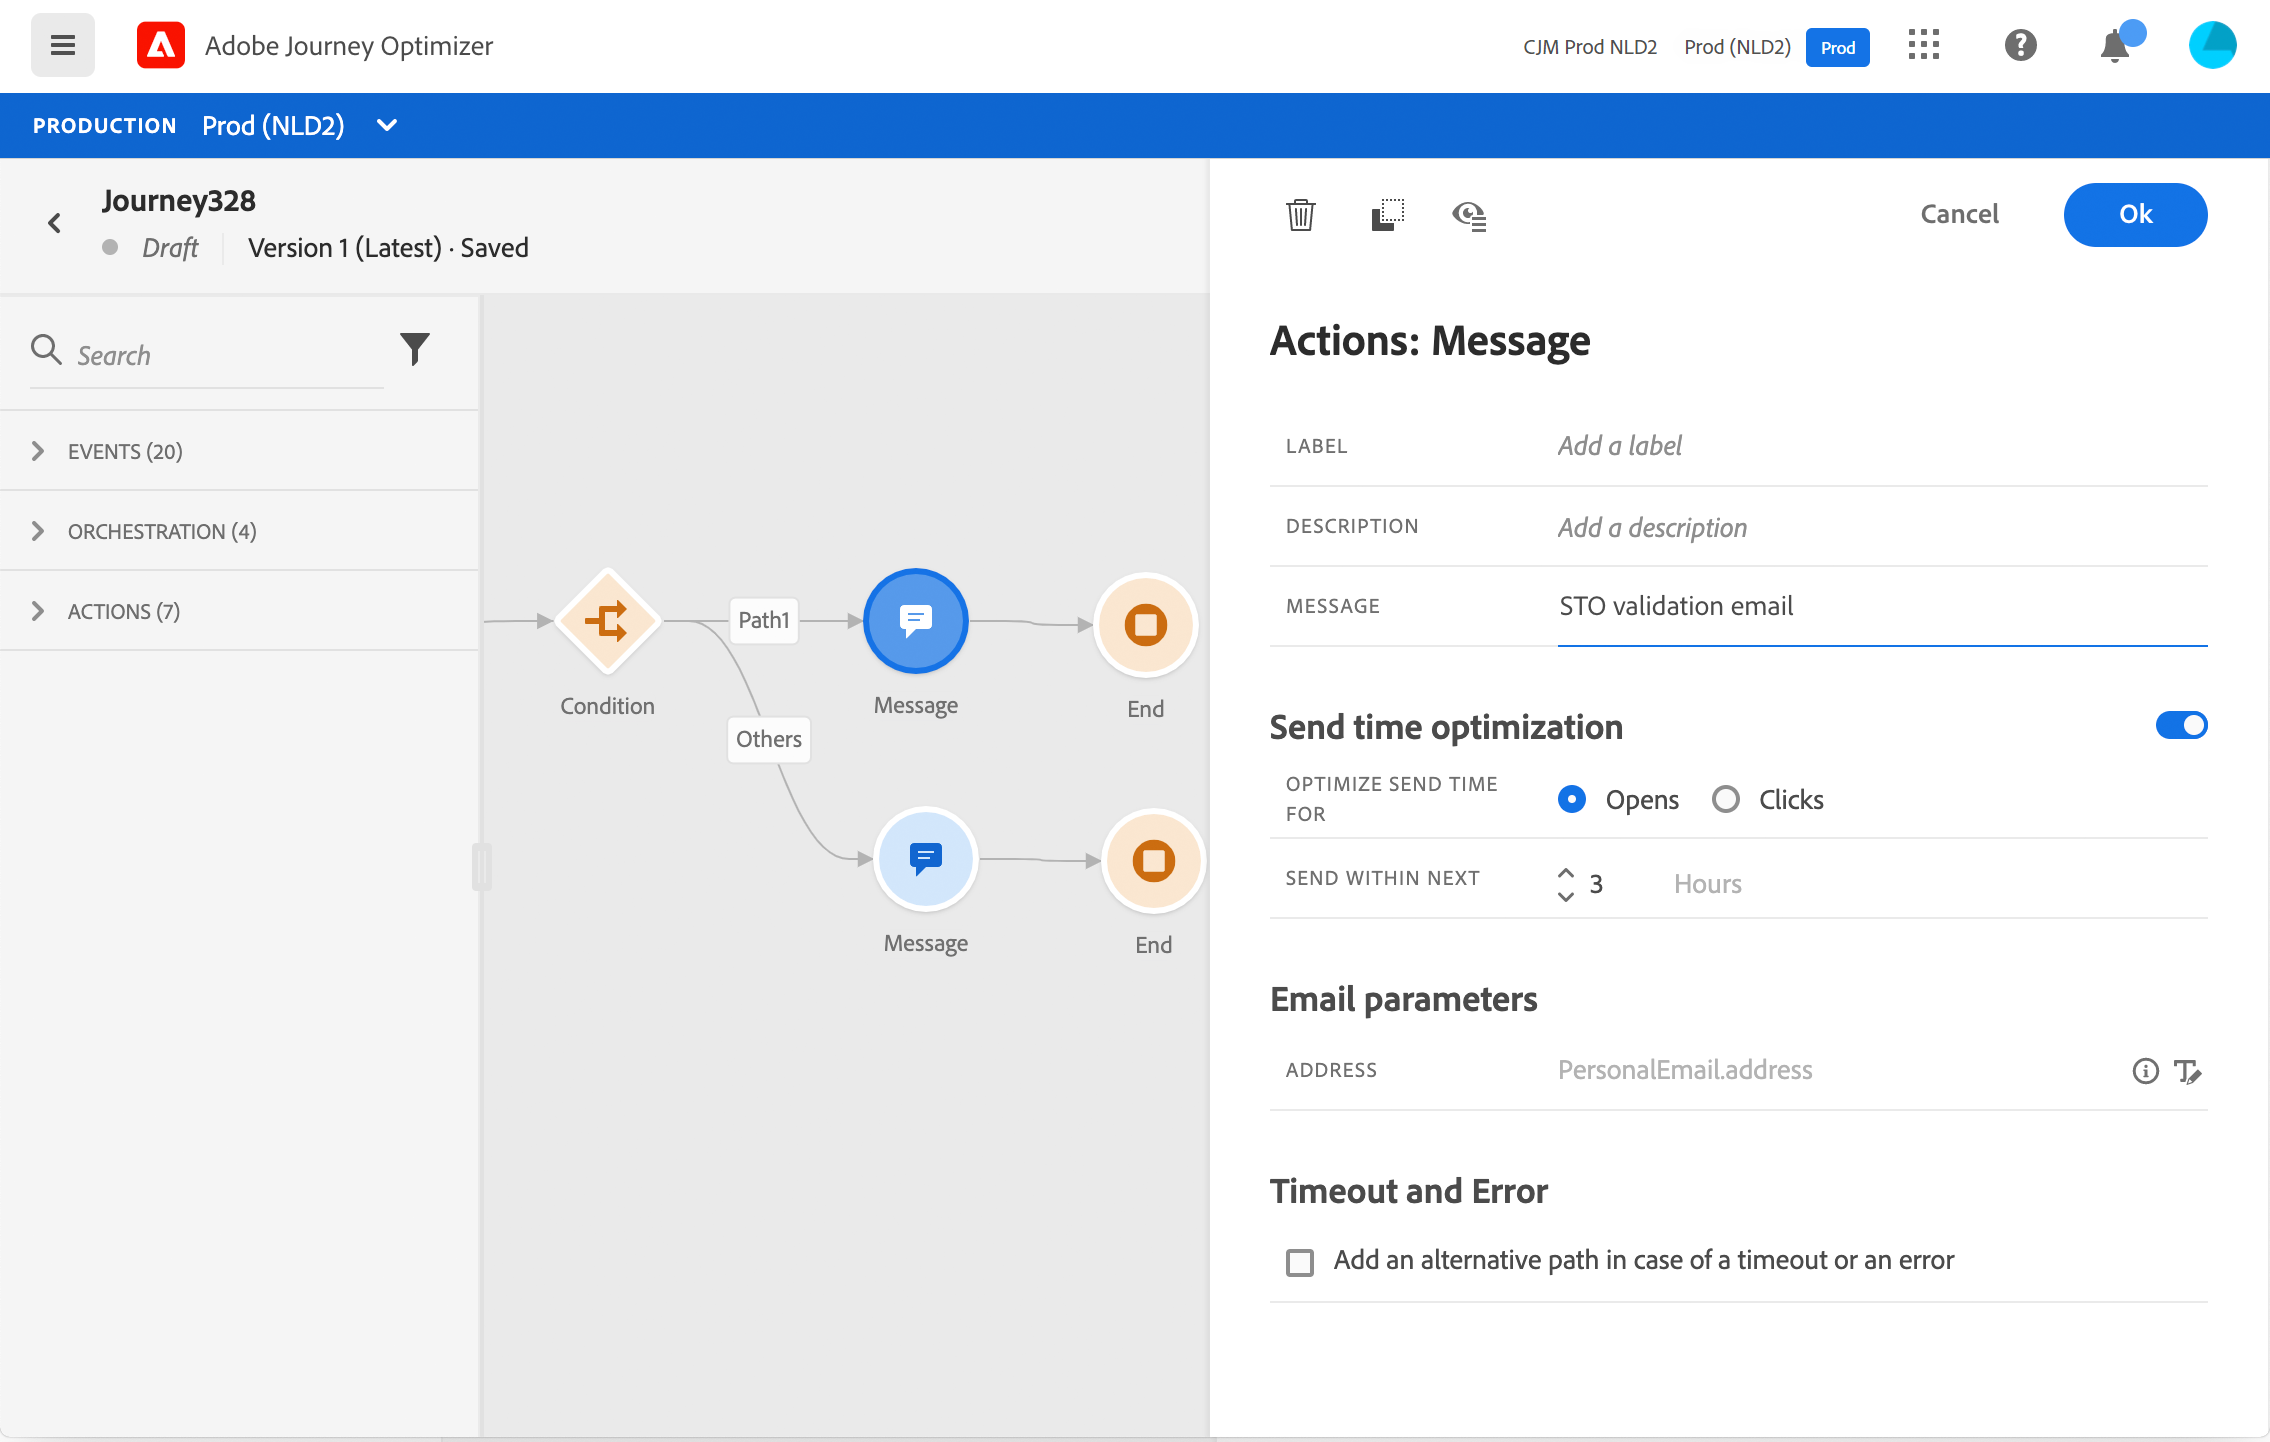 Adobe Journey Optimizer
CJM Prod NLD2
Prod (NLD2)
Prod
PRODUCTION Prod (NLD2)
Journey328
Draft
Version 1 (Latest) · Saved
Cancel
Ok
Search
EVENTS (20)
ORCHESTRATION (4)
ACTIONS (7)
Condition
Path1
Message
End
Others
Message
End
Actions: Message
LABEL
Add a label
DESCRIPTION
Add a description
MESSAGE
STO validation email
Send time optimization
OPTIMIZE SEND TIME
FOR
Opens
Clicks
SEND WITHIN NEXT
3
Hours
Email parameters
ADDRESS
PersonalEmail.address
Timeout and Error
Add an alternative path in case of a timeout or an error